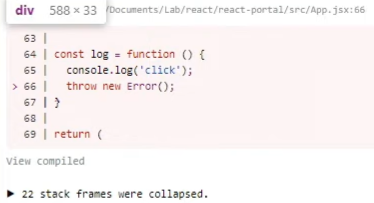 div 588 × 33 /Documents/Lab/react/react-portal/src/App.jsx:66
63 |
64 | const log = function () {
65 |   console.log('click');
> 66 |   throw new Error();
67 | }
68 |
69 | return (
View compiled
▶ 22 stack frames were collapsed.